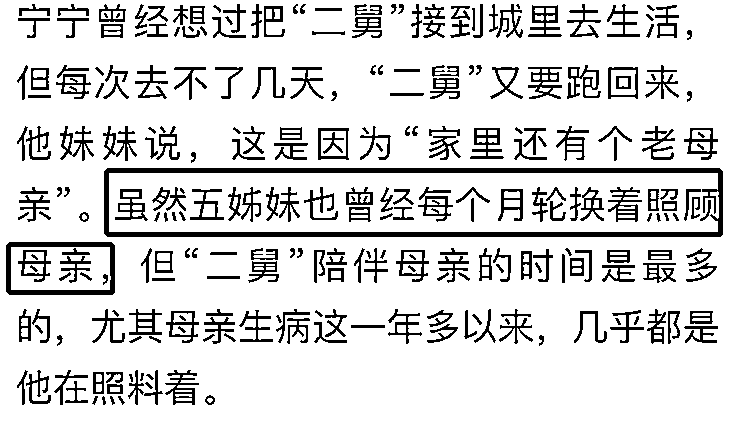 宁宁曾经想过把“二舅”接到城里去生活，
但每次去不了几天，“二舅”又要跑回来，
他妹妹说，这是因为“家里还有个老母
亲”。虽然五姊妹也曾经每个月轮换着照顾
母亲，但“二舅”陪伴母亲的时间是最多
的，尤其母亲生病这一年多以来，几乎都是
他在照料着。